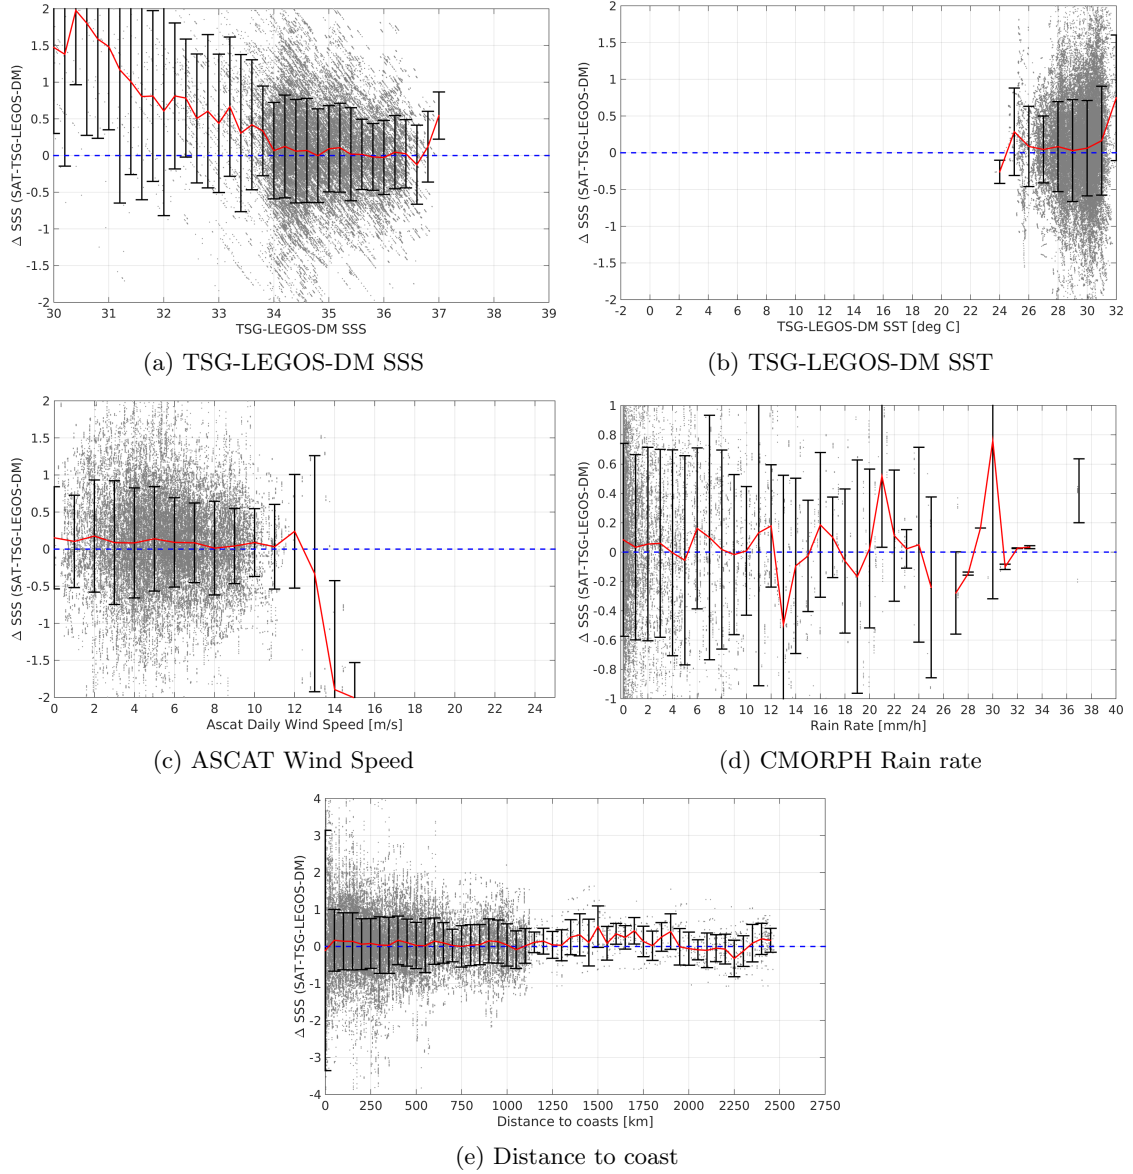 2
1.5
1
0.5
0
-0.5
-1
-1.5
-2
Δ SSS (SAT-TSG-LEGOS-DM)
30 31 32 33 34 35 36 37 38 39
TSG-LEGOS-DM SSS
(a) TSG-LEGOS-DM SSS
2
1.5
1
0.5
0
-0.5
-1
-1.5
-2
Δ SSS (SAT-TSG-LEGOS-DM)
-2 0 2 4 6 8 10 12 14 16 18 20 22 24 26 28 30 32
TSG-LEGOS-DM SST [deg C]
(b) TSG-LEGOS-DM SST
2
1.5
1
0.5
0
-0.5
-1
-1.5
-2
Δ SSS (SAT-TSG-LEGOS-DM)
0 2 4 6 8 10 12 14 16 18 20 22 24
Ascat Daily Wind Speed [m/s]
(c) ASCAT Wind Speed
1
0.8
0.6
0.4
0.2
0
-0.2
-0.4
-0.6
-0.8
-1
Δ SSS (SAT-TSG-LEGOS-DM)
0 1 2 3 4 5 6 7 8 9 10 12 14 16 18 20 22 24 26 28 30 32 34 36 38 40
Rain Rate [mm/h]
(d) CMORPH Rain rate
4
3
2
1
0
-1
-2
-3
-4
Δ SSS (SAT-TSG-LEGOS-DM)
0 250 500 750 1000 1250 1500 1750 2000 2250 2500 2750
Distance to coasts [km]
(e) Distance to coast